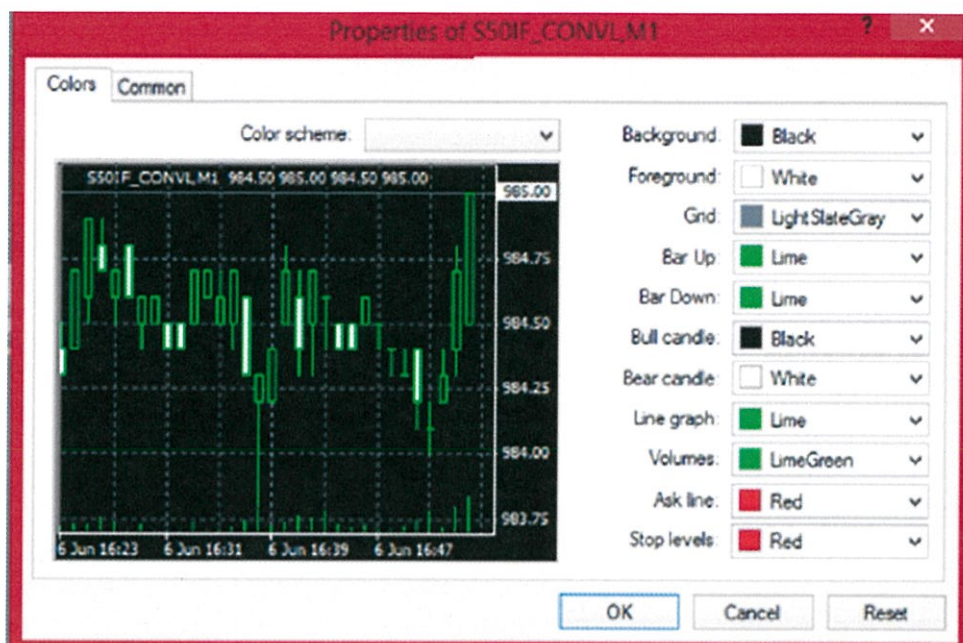 Properties of S50IF_CONVL,M1
? ×
Colors Common
Color scheme:
S50IF_CONVL,M1 984.50 985.00 984.50 985.00
985.00
984.75
984.50
984.25
984.00
983.75
6 Jun 16:23 6 Jun 16:31 6 Jun 16:39 6 Jun 16:47
Background: Black
Foreground: White
Grid: LightSlateGray
Bar Up: Lime
Bar Down: Lime
Bull candle: Black
Bear candle: White
Line graph: Lime
Volumes: LimeGreen
Ask line: Red
Stop levels: Red
OK Cancel Reset